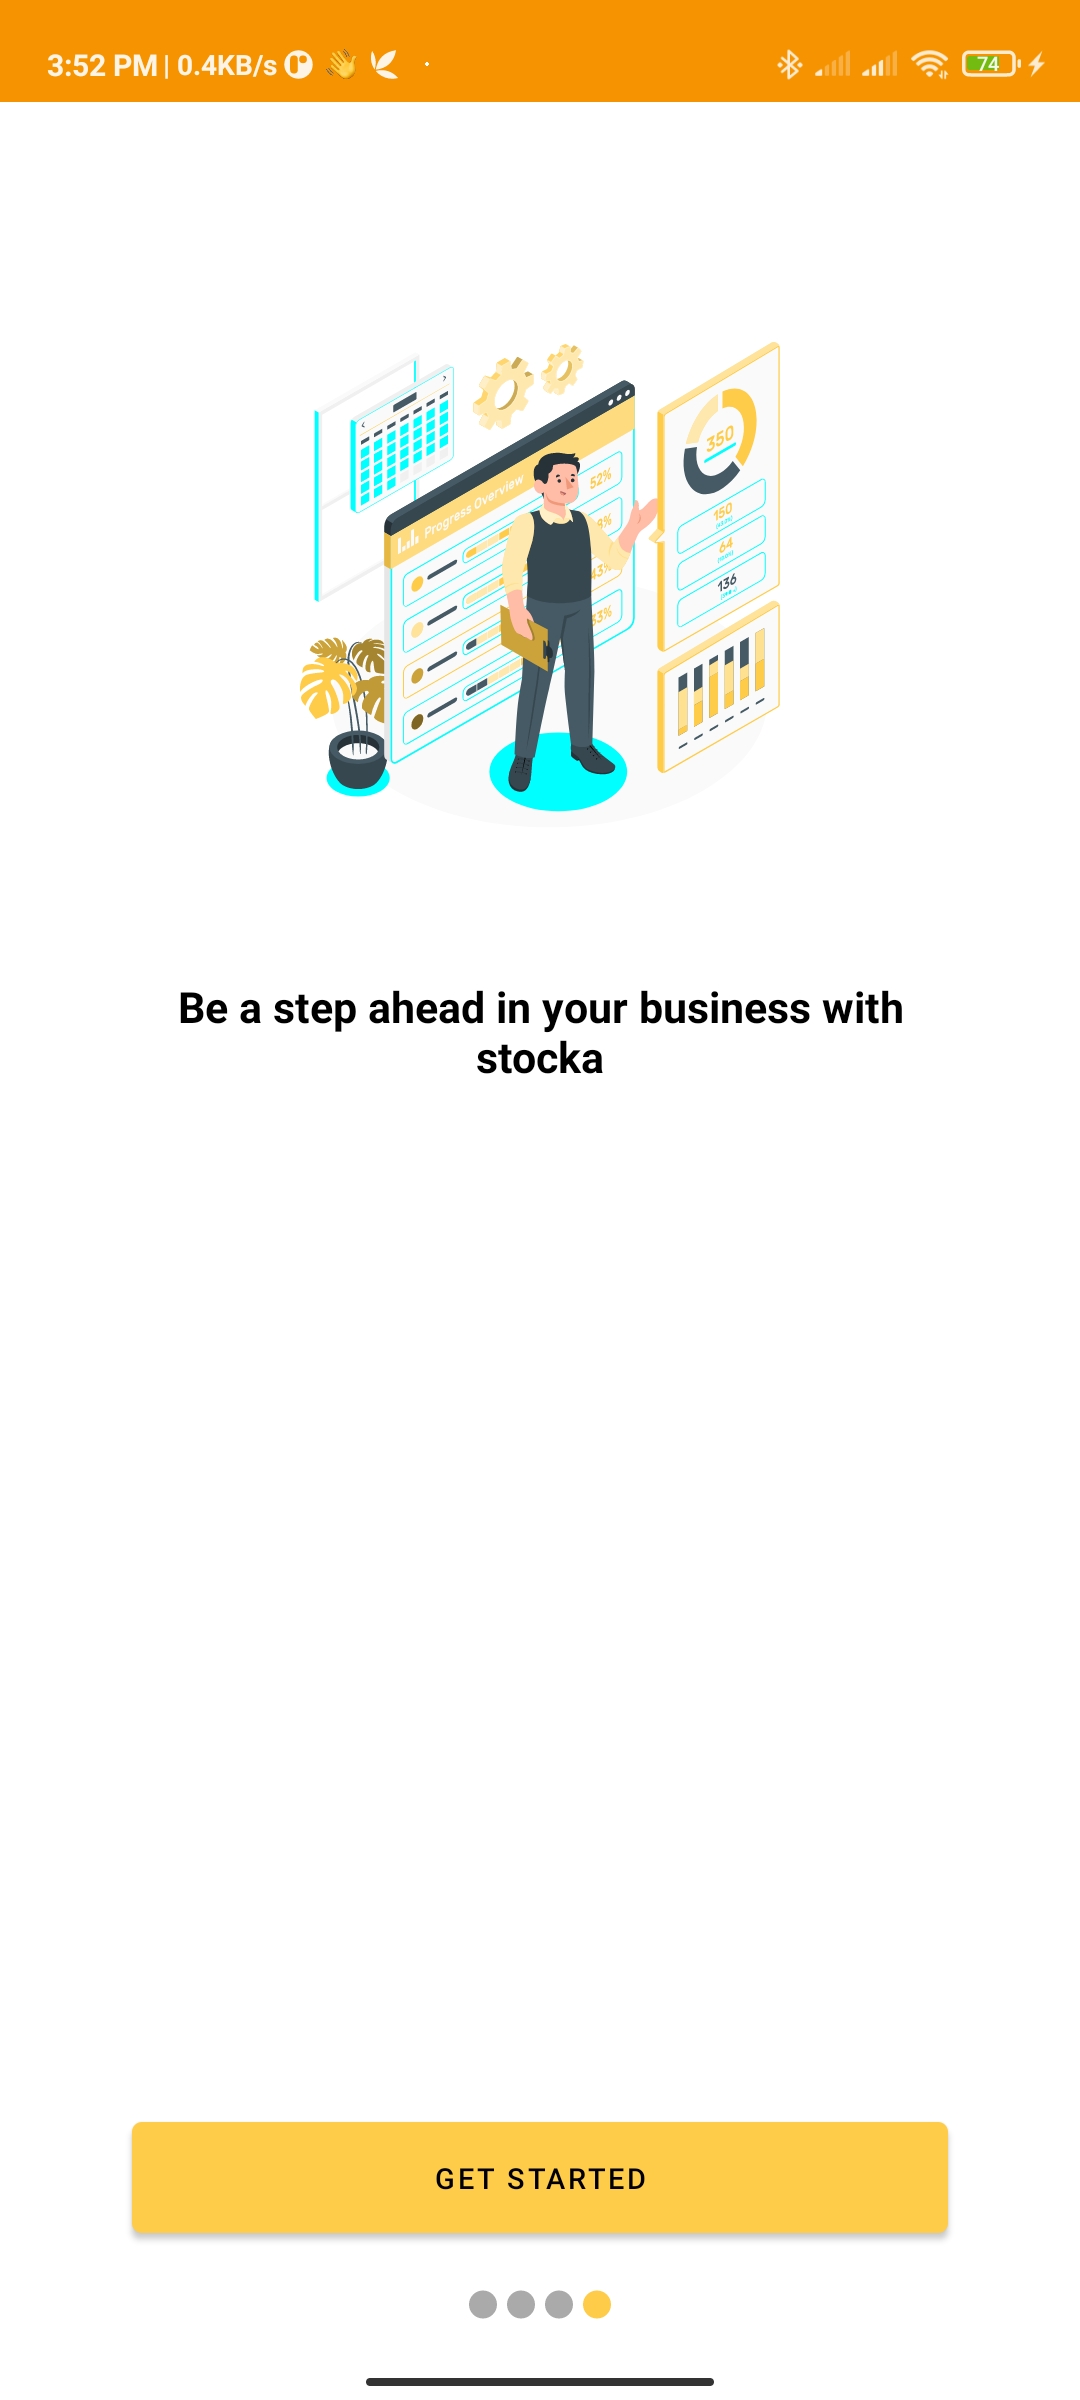 3:52 PM | 0.4KB/s
74
Progress Overview
52%
43%
33%
350
150
64
136
Be a step ahead in your business with
stocka
GET STARTED